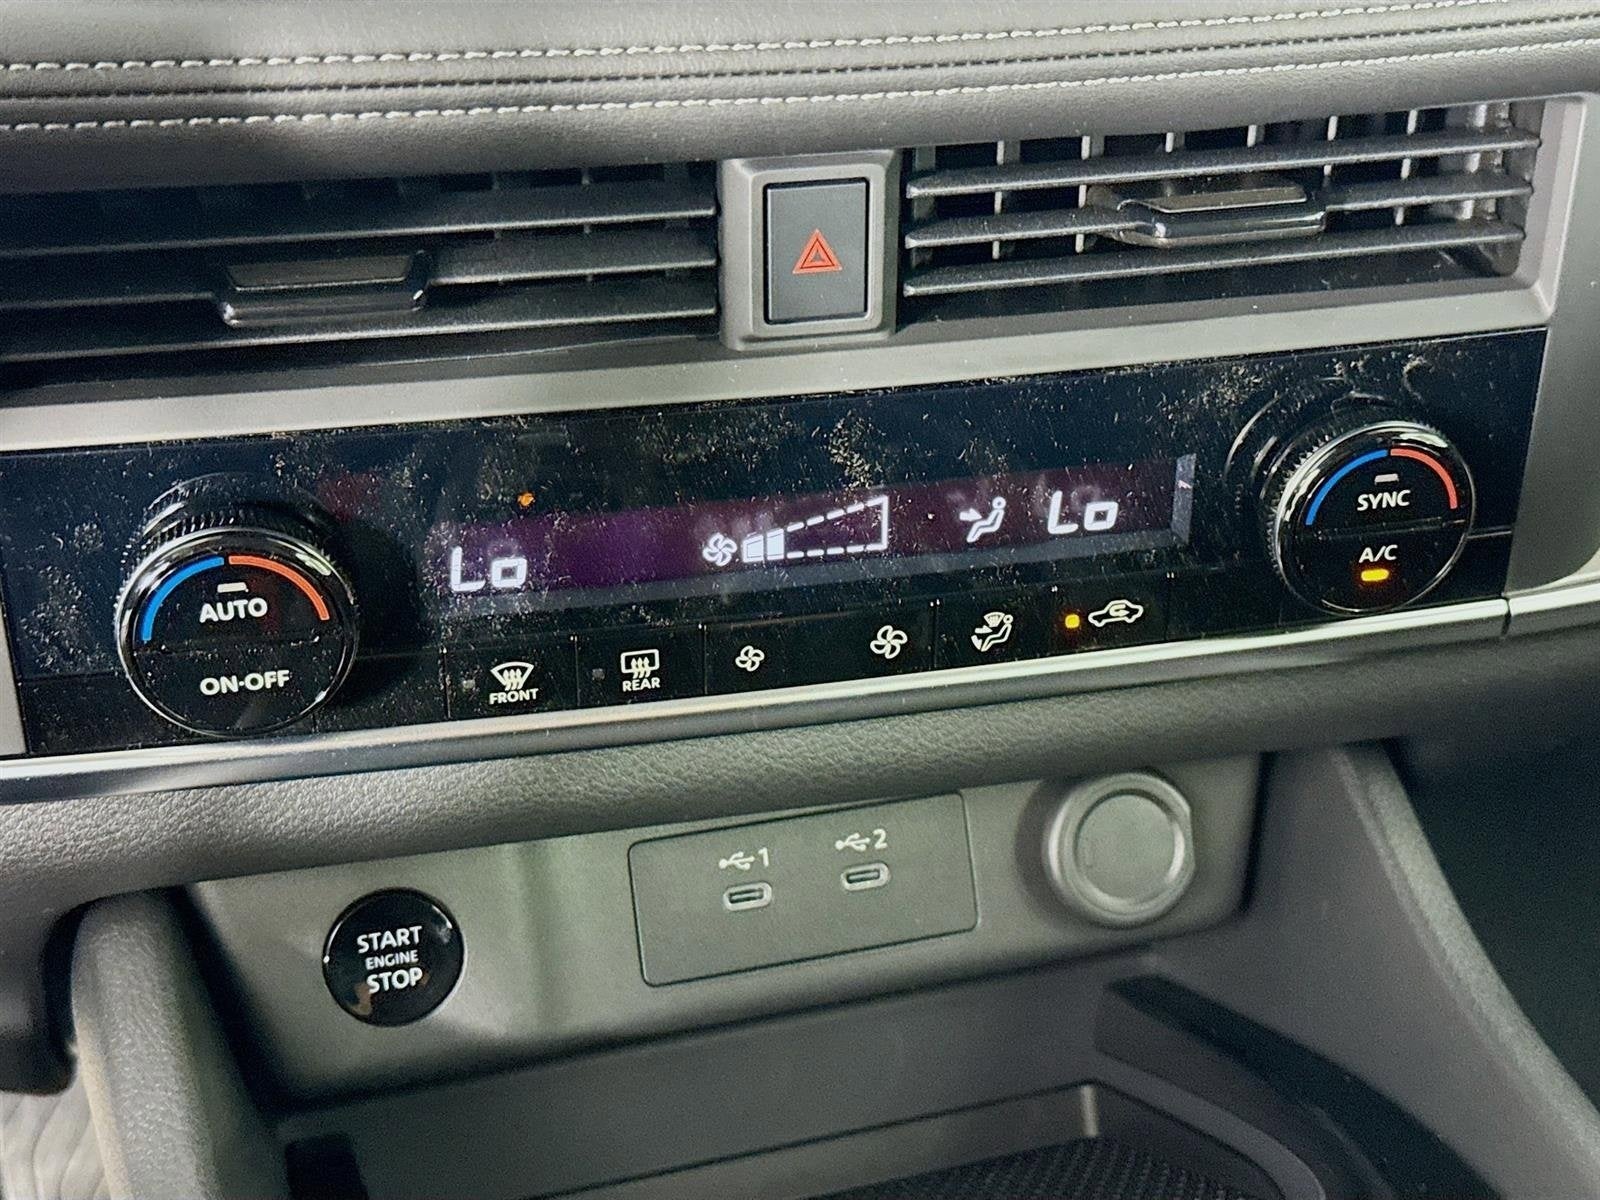 SYNC
A/C
Lo
Lo
AUTO
ON·OFF
FRONT
REAR
1
2
START
ENGINE
STOP